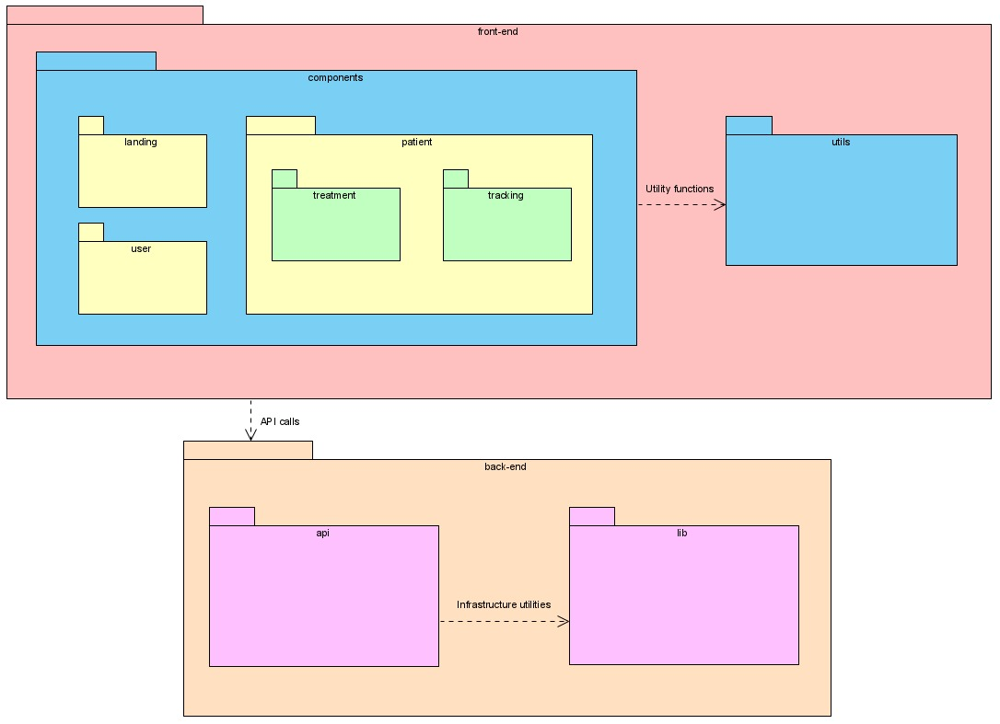 front-end
components
landing
patient
utils
treatment
tracking
Utility functions
user
API calls
back-end
api
lib
Infrastructure utilities